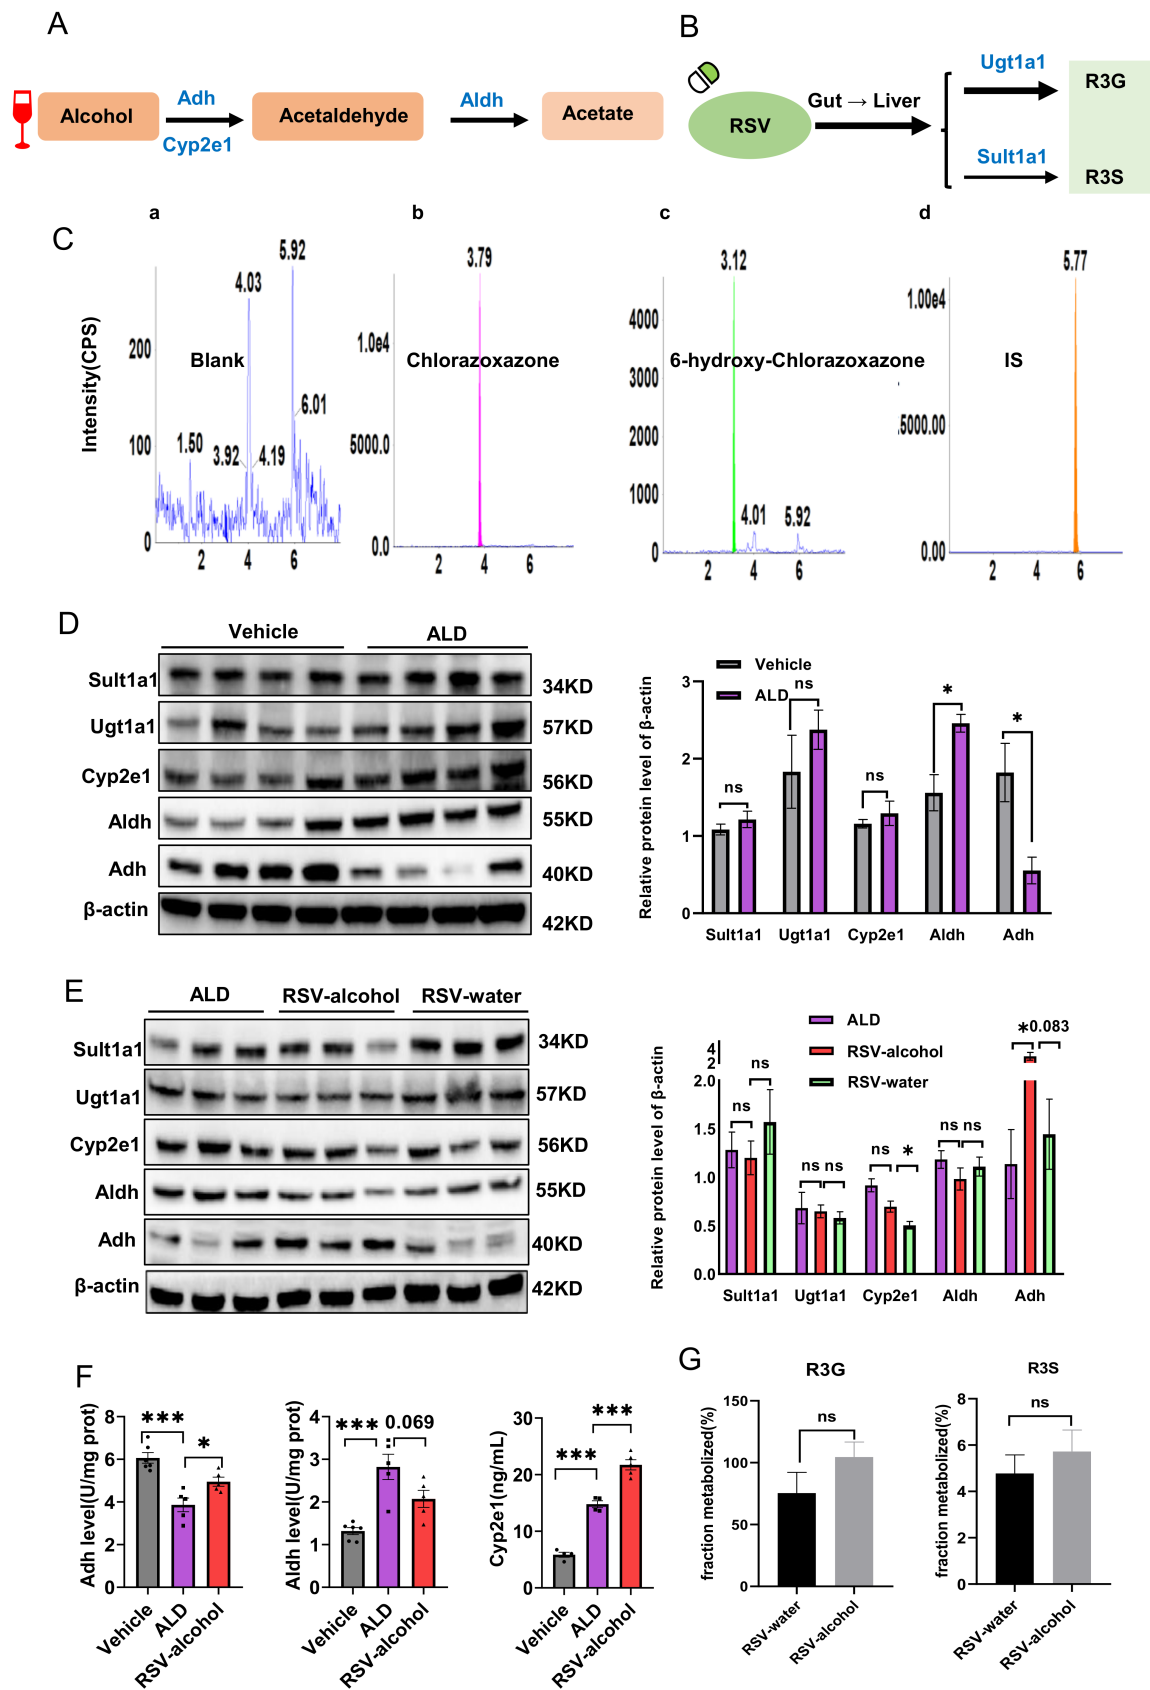 A
B
Alcohol
Adh
Cyp2e1
Acetaldehyde
Aldh
Acetate
RSV
Gut → Liver
Ugt1a1
Sult1a1
R3G
R3S
C
a
b
c
d
Intensity(CPS)
200
100
0
1.50
3.92
4.03
4.19
5.92
6.01
Blank
2 4 6
1.0e4
5000.0
0.0
3.79
Chlorazoxazone
2 4 6
4000
3000
2000
1000
0
3.12
6-hydroxy-Chlorazoxazone
4.01
5.92
2 4 6
1.00e4
5000.00
0.00
5.77
IS
2 4 6
D
Vehicle ALD
Sult1a1 34KD
Ugt1a1 57KD
Cyp2e1 56KD
Aldh 55KD
Adh 40KD
β-actin 42KD
Relative protein level of β-actin
3
2
1
0
Vehicle
ALD
ns
ns
ns
*
*
Sult1a1 Ugt1a1 Cyp2e1 Aldh Adh
E
ALD RSV-alcohol RSV-water
Sult1a1 34KD
Ugt1a1 57KD
Cyp2e1 56KD
Aldh 55KD
Adh 40KD
β-actin 42KD
Relative protein level of β-actin
4
2
2.0
1.5
1.0
0.5
0.0
ALD
RSV-alcohol
RSV-water
ns
ns
ns ns
ns *
ns ns
*0.083
Sult1a1 Ugt1a1 Cyp2e1 Aldh Adh
F
Adh level(U/mg prot)
8
6
4
2
0
***
*
Vehicle
ALD
RSV-alcohol
Aldh level(U/mg prot)
4
3
2
1
0
*** 0.069
Vehicle
ALD
RSV-alcohol
Cyp2e1(ng/mL)
30
20
10
0
***
***
Vehicle
ALD
RSV-alcohol
G
R3G
fraction metabolized(%)
150
100
50
0
ns
RSV-water
RSV-alcohol
R3S
fraction metabolized(%)
8
6
4
2
0
ns
RSV-water
RSV-alcohol